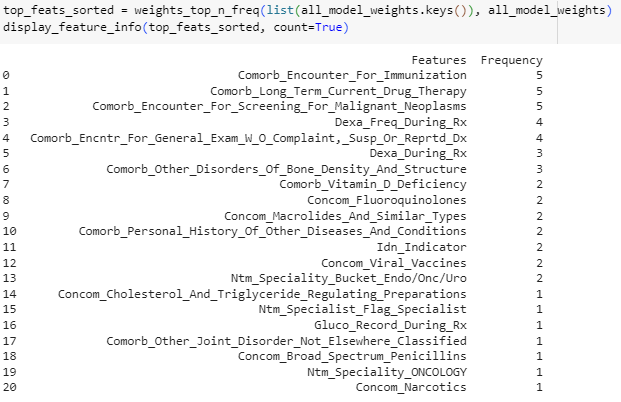 top_feats_sorted = weights_top_n_freq(list(all_model_weights.keys()), all_model_weights)
display_feature_info(top_feats_sorted, count=True)
Features Frequency
0 Comorb_Encounter_For_Immunization 5
1 Comorb_Long_Term_Current_Drug_Therapy 5
2 Comorb_Encounter_For_Screening_For_Malignant_Neoplasms 5
3 Dexa_Freq_During_Rx 4
4 Comorb_Encntr_For_General_Exam_W_O_Complaint,_Susp_Or_Reprtd_Dx 4
5 Dexa_During_Rx 3
6 Comorb_Other_Disorders_Of_Bone_Density_And_Structure 3
7 Comorb_Vitamin_D_Deficiency 2
8 Concom_Fluoroquinolones 2
9 Concom_Macrolides_And_Similar_Types 2
10 Comorb_Personal_History_Of_Other_Diseases_And_Conditions 2
11 Idn_Indicator 2
12 Concom_Viral_Vaccines 2
13 Ntm_Speciality_Bucket_Endo/Onc/Uro 2
14 Concom_Cholesterol_And_Triglyceride_Regulating_Preparations 1
15 Ntm_Specialist_Flag_Specialist 1
16 Gluco_Record_During_Rx 1
17 Comorb_Other_Joint_Disorder_Not_Elsewhere_Classified 1
18 Concom_Broad_Spectrum_Penicillins 1
19 Ntm_Speciality_ONCOLOGY 1
20 Concom_Narcotics 1